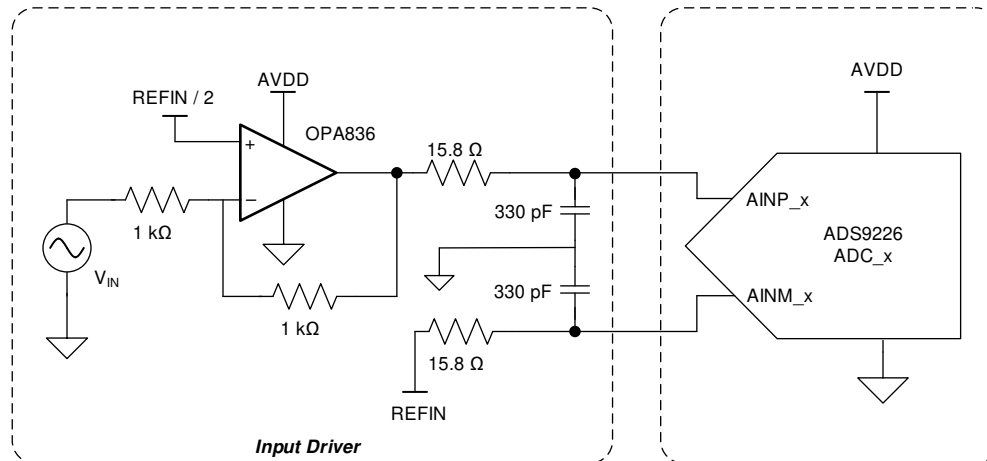 AVDD
REFIN / 2
OPA836
+
−
1 kΩ
VIN
1 kΩ
15.8 Ω
330 pF
330 pF
15.8 Ω
REFIN
Input Driver
AVDD
AINP_x
ADS9226
ADC_x
AINM_x